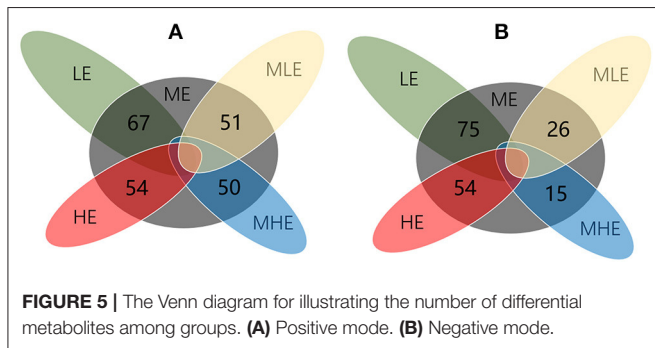 A
B
LE
ME
MLE
67
51
54
50
HE
MHE
LE
ME
MLE
75
26
54
15
HE
MHE
FIGURE 5 | The Venn diagram for illustrating the number of differential
metabolites among groups. (A) Positive mode. (B) Negative mode.